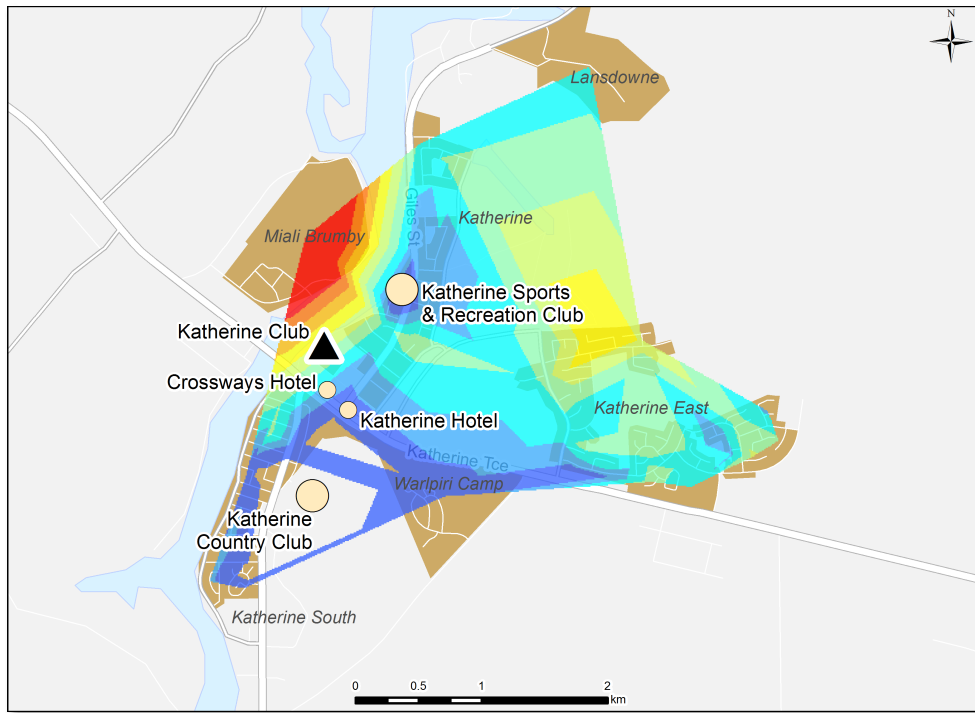 N
Lansdowne
Giles St
Katherine
Miali Brumby
Katherine Sports
& Recreation Club
Katherine Club
Crossways Hotel
Katherine East
Katherine Hotel
Katherine Tce
Warlpiri Camp
Katherine
Country Club
Katherine South
0 0.5 1 2
km